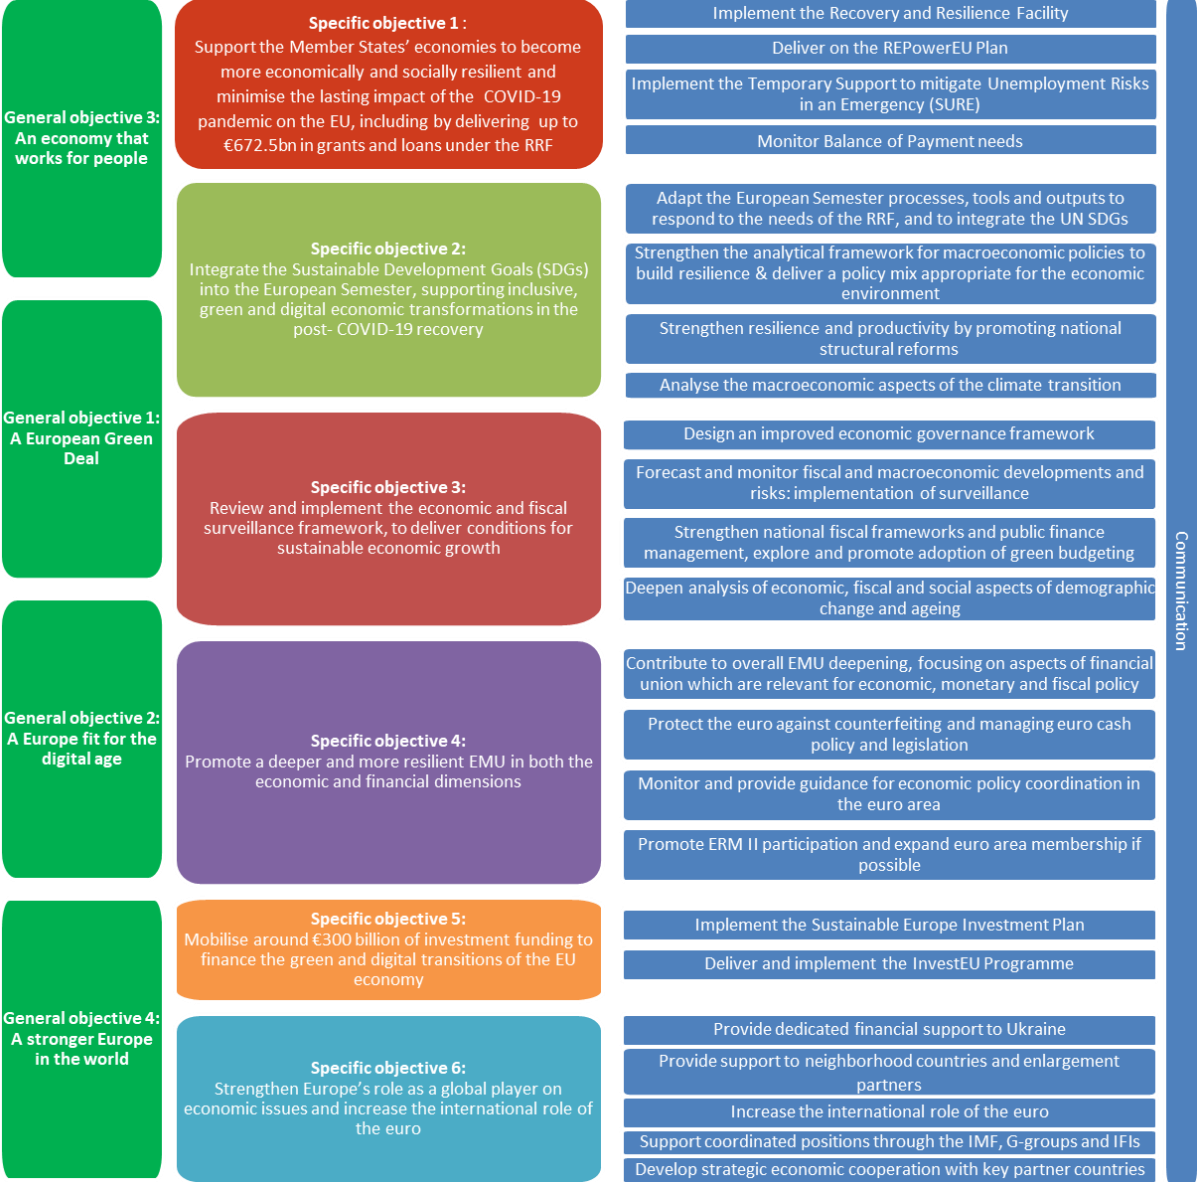 General objective 3:
An economy that
works for people
General objective 1:
A European Green
Deal
General objective 2:
A Europe fit for the
digital age
General objective 4:
A stronger Europe
in the world
Specific objective 1 :
Support the Member States’ economies to become
more economically and socially resilient and
minimise the lasting impact of the COVID-19
pandemic on the EU, including by delivering up to
€672.5bn in grants and loans under the RRF
Implement the Recovery and Resilience Facility
Deliver on the REPowerEU Plan
Implement the Temporary Support to mitigate Unemployment Risks
in an Emergency (SURE)
Monitor Balance of Payment needs
Specific objective 2:
Integrate the Sustainable Development Goals (SDGs)
into the European Semester, supporting inclusive,
green and digital economic transformations in the
post- COVID-19 recovery
Adapt the European Semester processes, tools and outputs to
respond to the needs of the RRF, and to integrate the UN SDGs
Strengthen the analytical framework for macroeconomic policies to
build resilience & deliver a policy mix appropriate for the economic
environment
Strengthen resilience and productivity by promoting national
structural reforms
Analyse the macroeconomic aspects of the climate transition
Specific objective 3:
Review and implement the economic and fiscal
surveillance framework, to deliver conditions for
sustainable economic growth
Design an improved economic governance framework
Forecast and monitor fiscal and macroeconomic developments and
risks: implementation of surveillance
Strengthen national fiscal frameworks and public finance
management, explore and promote adoption of green budgeting
Deepen analysis of economic, fiscal and social aspects of demographic
change and ageing
Specific objective 4:
Promote a deeper and more resilient EMU in both the
economic and financial dimensions
Contribute to overall EMU deepening, focusing on aspects of financial
union which are relevant for economic, monetary and fiscal policy
Protect the euro against counterfeiting and managing euro cash
policy and legislation
Monitor and provide guidance for economic policy coordination in
the euro area
Promote ERM II participation and expand euro area membership if
possible
Specific objective 5:
Mobilise around €300 billion of investment funding to
finance the green and digital transitions of the EU
economy
Implement the Sustainable Europe Investment Plan
Deliver and implement the InvestEU Programme
Specific objective 6:
Strengthen Europe’s role as a global player on
economic issues and increase the international role of
the euro
Provide dedicated financial support to Ukraine
Provide support to neighborhood countries and enlargement
partners
Increase the international role of the euro
Support coordinated positions through the IMF, G-groups and IFIs
Develop strategic economic cooperation with key partner countries
Communication